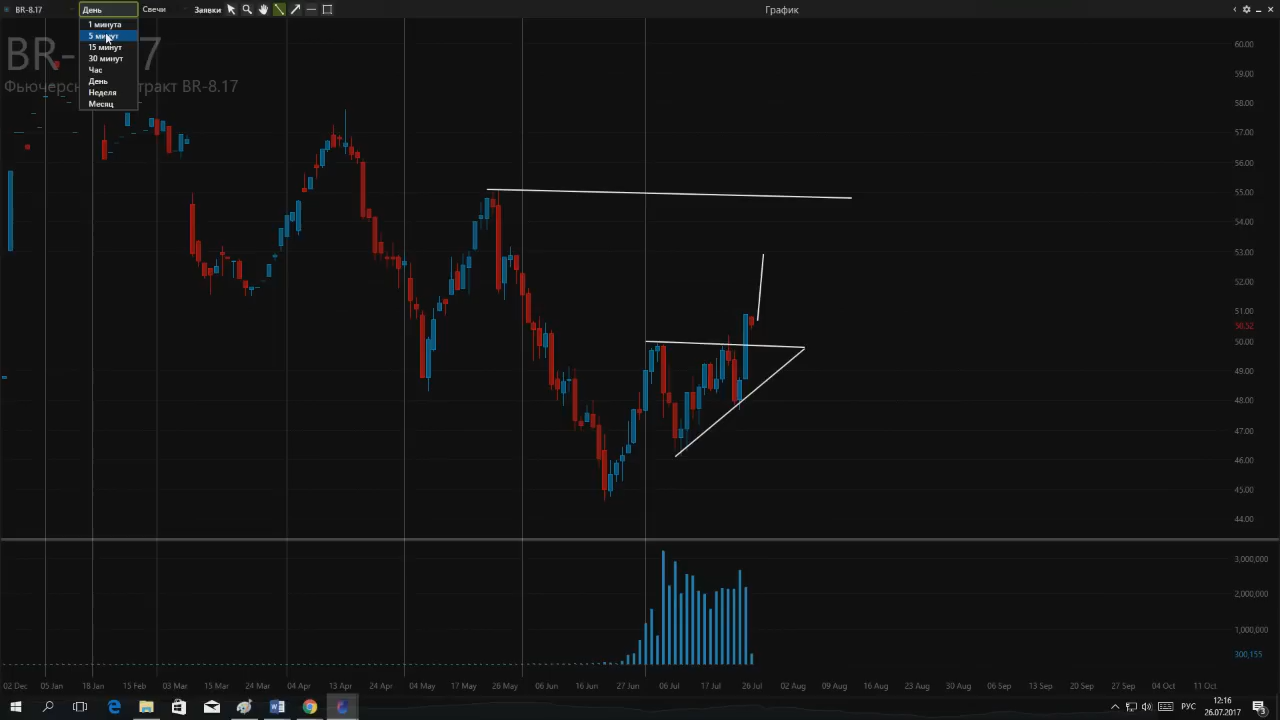 BR-8.17 День Свечи Заявки График
1 минута
5 минут
15 минут
30 минут
Час
День
Неделя
Месяц
BR-8.17
Фьючерсный контракт BR-8.17
60.00
59.00
58.00
57.00
56.00
55.00
54.00
53.00
52.00
51.00
50.52
50.00
49.00
48.00
47.00
46.00
45.00
44.00
3,000,000
2,000,000
1,000,000
300,155
02 Dec 05 Jan 18 Jan 15 Feb 03 Mar 15 Mar 24 Mar 04 Apr 13 Apr 24 Apr 04 May 17 May 26 May 06 Jun 16 Jun 27 Jun 06 Jul 17 Jul 26 Jul 02 Aug 09 Aug 16 Aug 23 Aug 30 Aug 06 Sep 13 Sep 20 Sep 27 Sep 04 Oct 11 Oct
РУС
12:16
26.07.2017
3